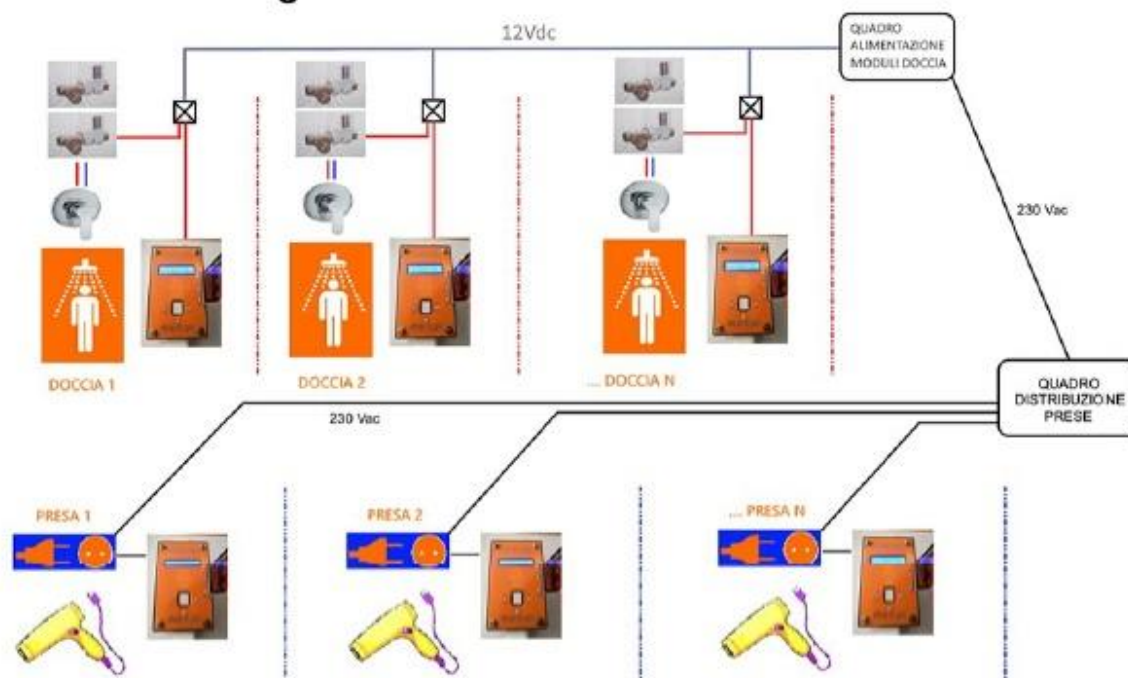 12Vdc
QUADRO
ALIMENTAZIONE
MODULI DOCCIA
230 Vac
DOCCIA 1
DOCCIA 2
... DOCCIA N
QUADRO
DISTRIBUZIONE
PRESE
230 Vac
PRESA 1
PRESA 2
... PRESA N